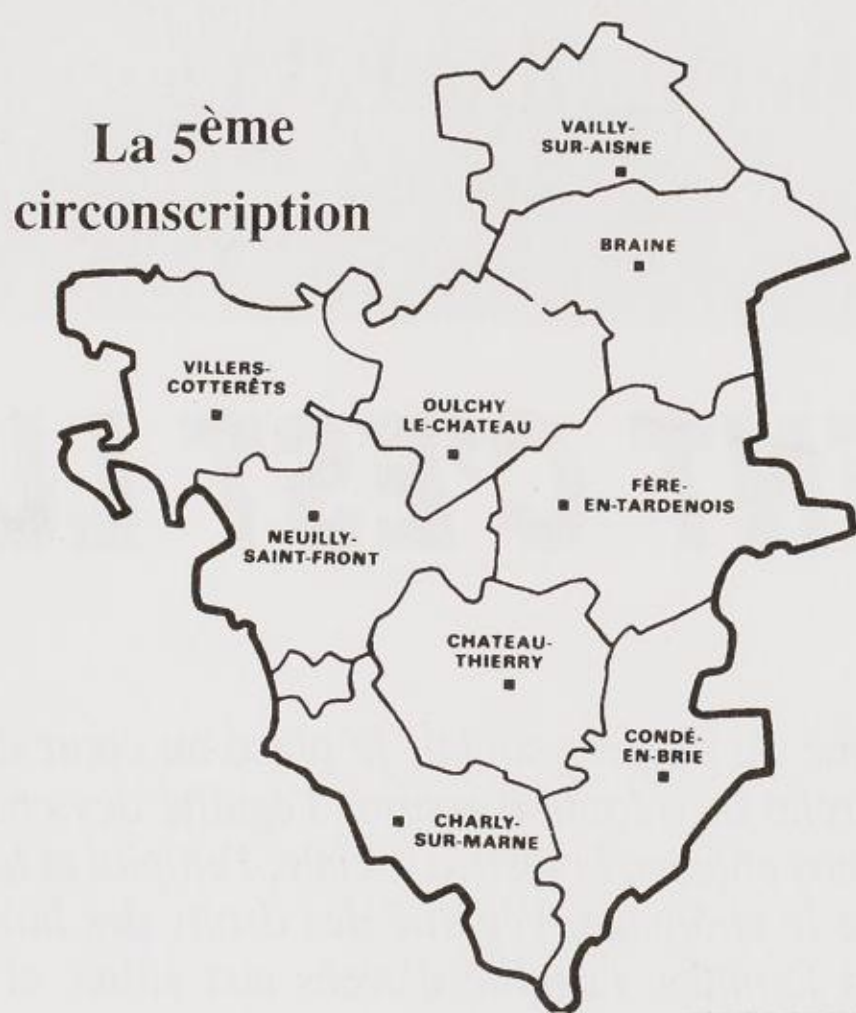 La 5ème
circonscription
VAILLY-
SUR-AISNE
BRAINE
VILLERS-
COTTERÊTS
OULCHY
LE-CHATEAU
FÈRE-
EN-TARDENOIS
NEUILLY-
SAINT-FRONT
CHATEAU-
THIERRY
CONDÉ-
EN-BRIE
CHARLY-
SUR-MARNE